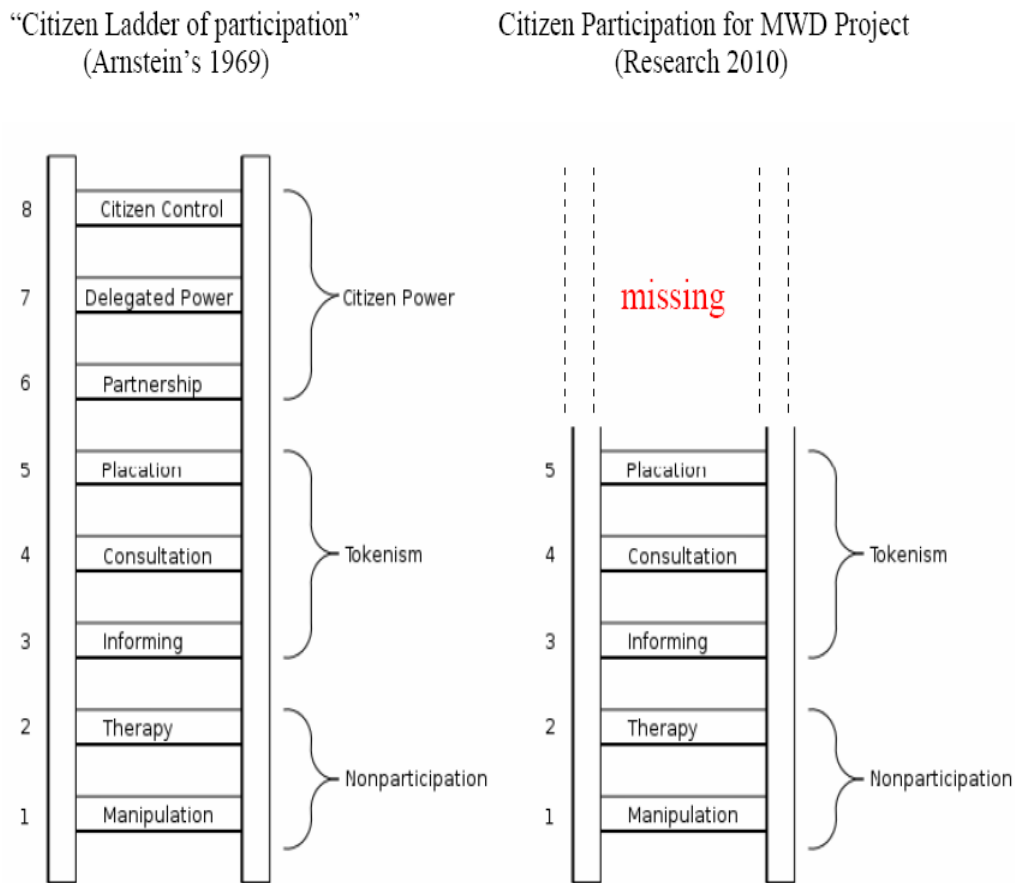 “Citizen Ladder of participation”
(Arnstein’s 1969)
8
Citizen Control
7
Delegated Power
Citizen Power
6
Partnership
5
Placation
4
Consultation
Tokenism
3
Informing
2
Therapy
Nonparticipation
1
Manipulation
Citizen Participation for MWD Project
(Research 2010)
missing
5
Placation
4
Consultation
Tokenism
3
Informing
2
Therapy
Nonparticipation
1
Manipulation